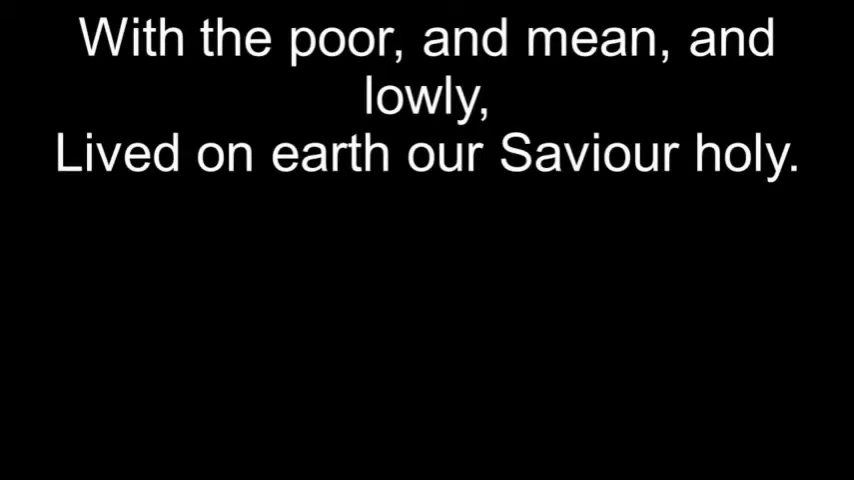 With the poor, and mean, and
lowly,
Lived on earth our Saviour holy.